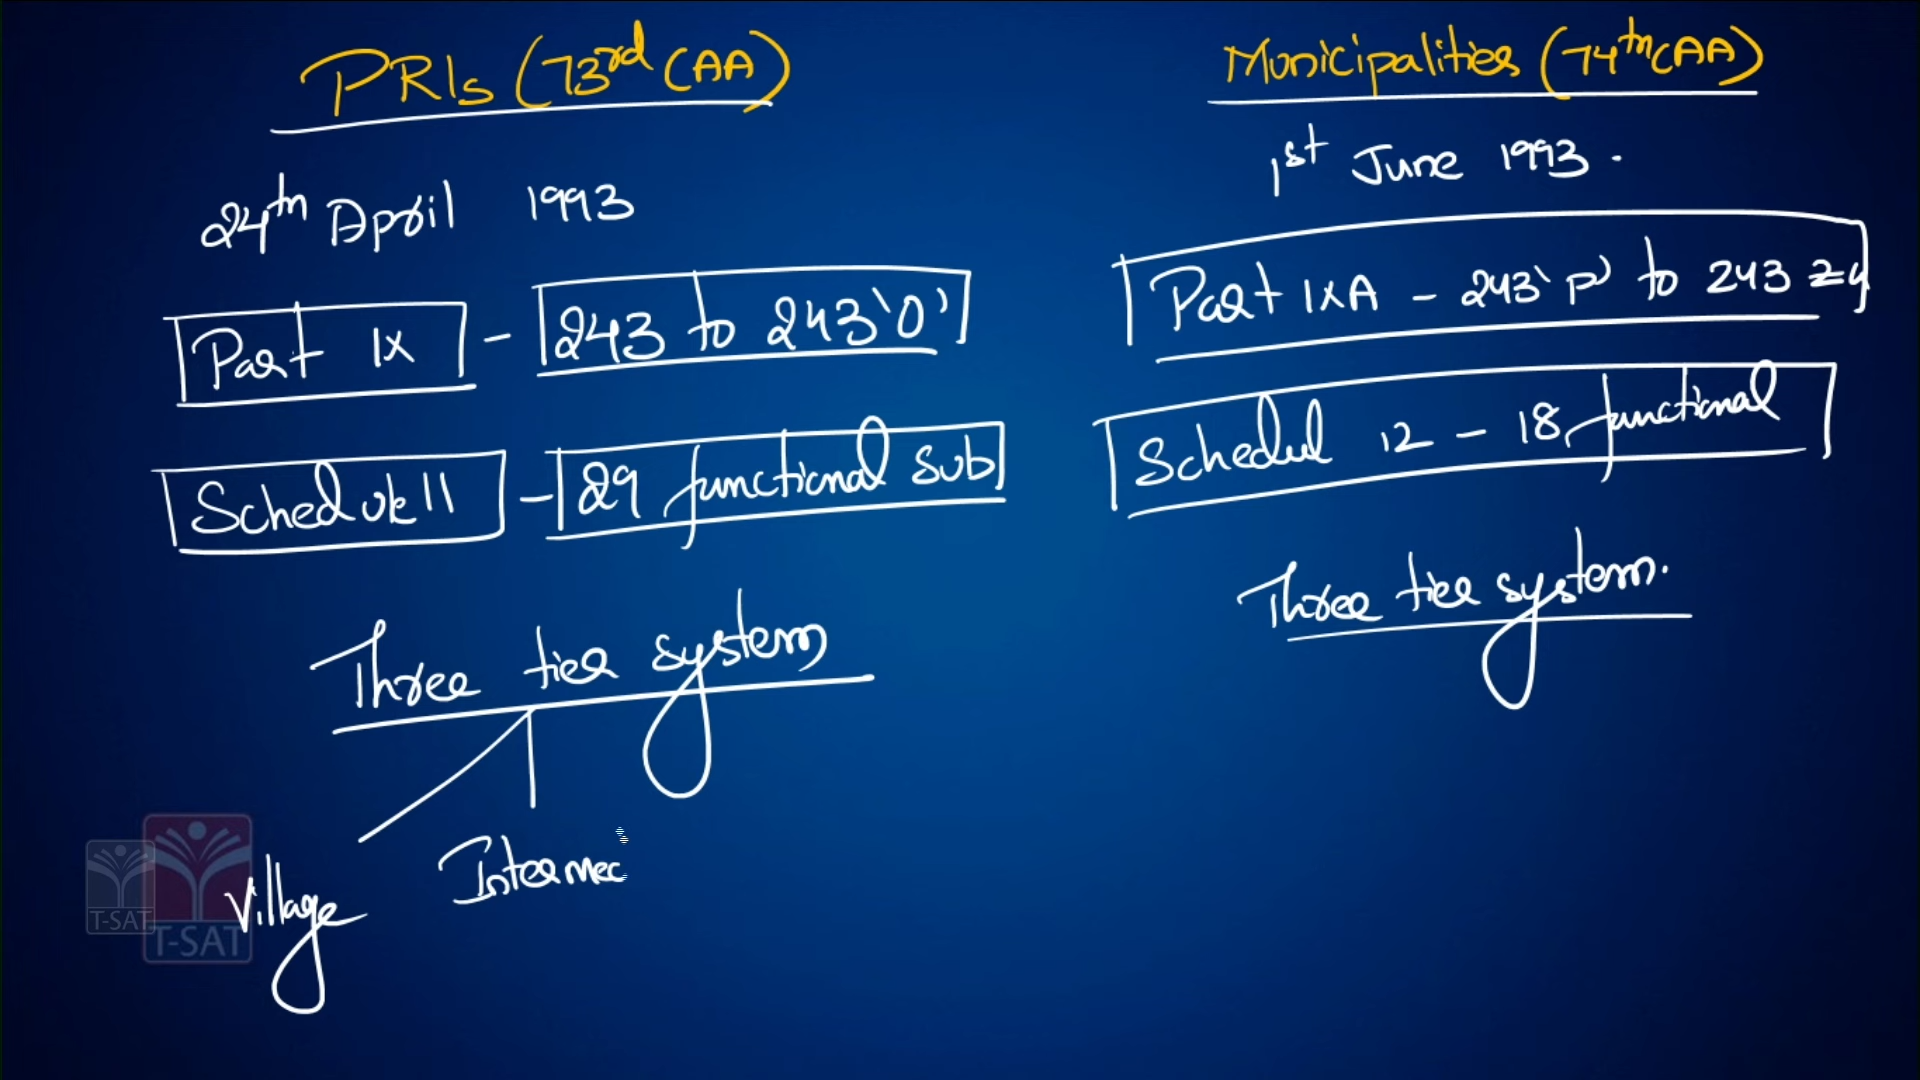 PRIs (73rd CAA)
24th April 1993
Part IX - 243 to 243'O'
Schedule 11 - 29 functional sub
Three tier system
Village
Intermec
Municipalities (74th CAA)
1st June 1993.
Part IXA - 243'P' to 243 ZG
Schedul 12 - 18 functional
Three tier system.
T-SAT
T-SAT